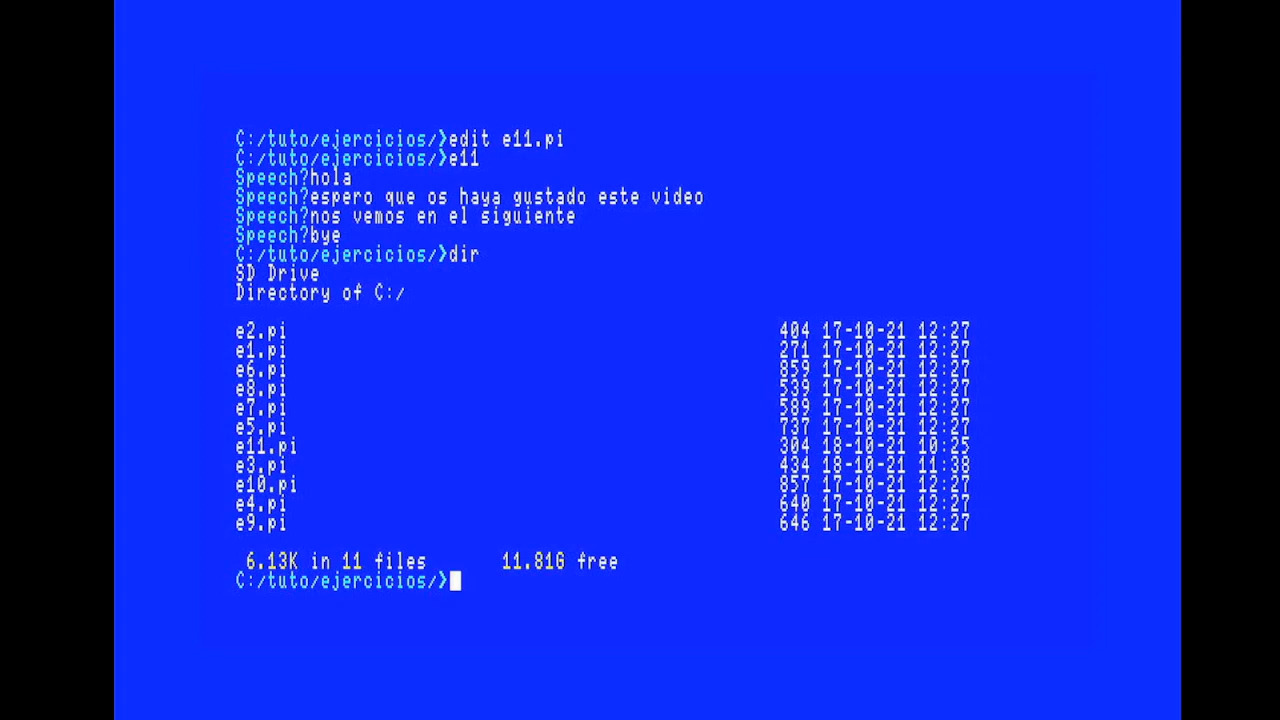 C:/tuto/ejercicios/>edit e11.pi
C:/tuto/ejercicios/>e11
Speech?hola
Speech?espero que os haya gustado este video
Speech?nos vemos en el siguiente
Speech?bye
C:/tuto/ejercicios/>dir
SD Drive
Directory of C:/
e2.pi 404 17-10-21 12:27
e1.pi 271 17-10-21 12:27
e6.pi 859 17-10-21 12:27
e8.pi 539 17-10-21 12:27
e7.pi 589 17-10-21 12:27
e5.pi 737 17-10-21 12:27
e11.pi 304 18-10-21 10:25
e3.pi 434 18-10-21 11:38
e10.pi 857 17-10-21 12:27
e4.pi 640 17-10-21 12:27
e9.pi 646 17-10-21 12:27
6.13K in 11 files 11.81G free
C:/tuto/ejercicios/>